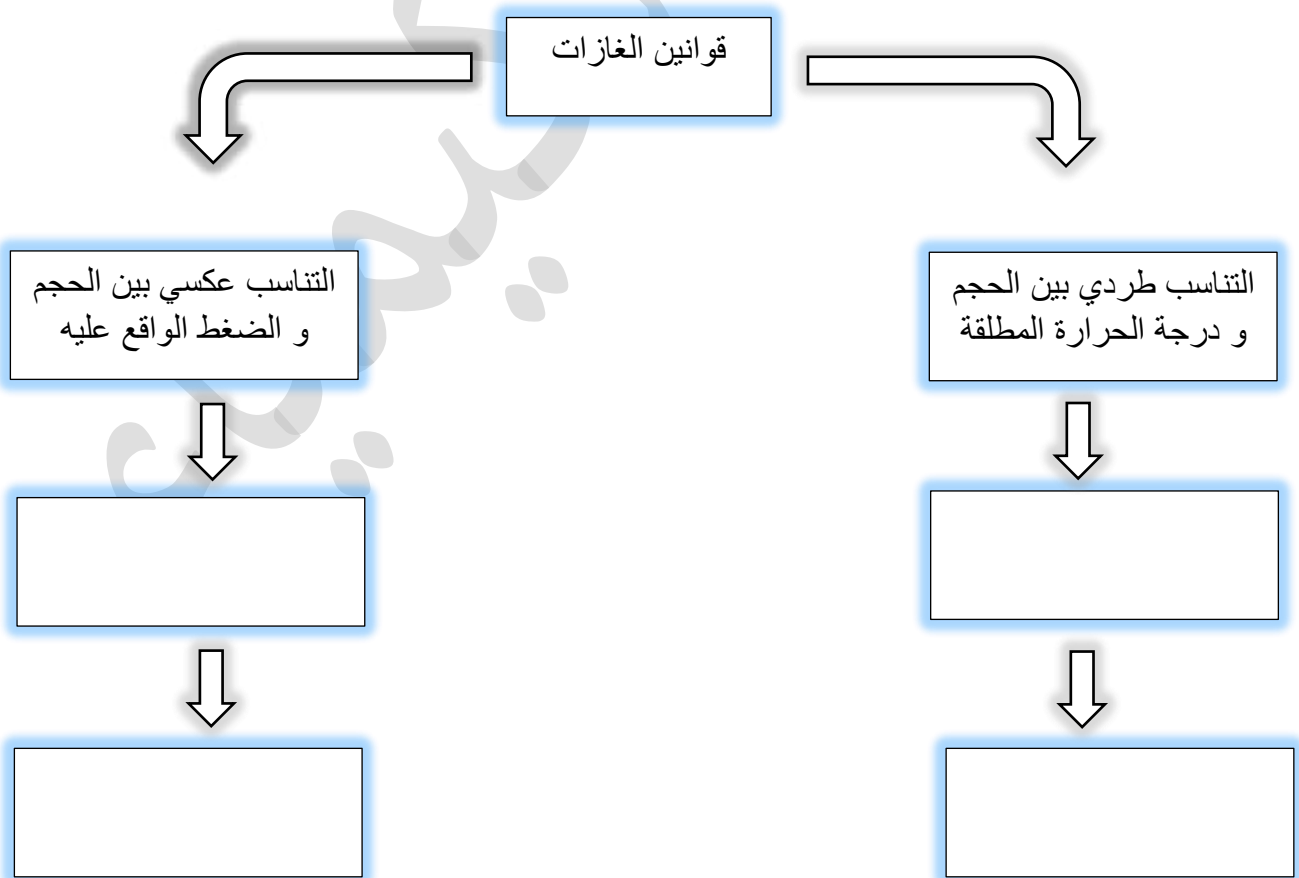 قوانين الغازات
التناسب طردي بين الحجم
و درجة الحرارة المطلقة
التناسب عكسي بين الحجم
و الضغط الواقع عليه